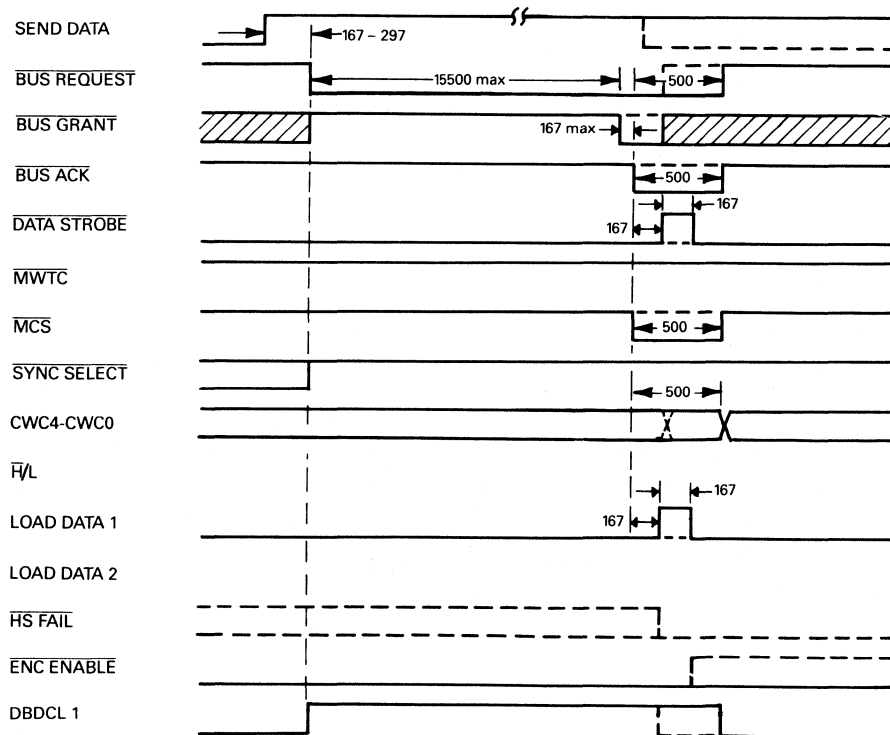 SEND DATA
167 – 297
BUS REQUEST
15500 max
500
BUS GRANT
167 max
BUS ACK
500
167
DATA STROBE
167
MWTC
MCS
500
SYNC SELECT
500
CWC4-CWC0
H/L
167
LOAD DATA 1
167
LOAD DATA 2
HS FAIL
ENC ENABLE
DBDCL 1